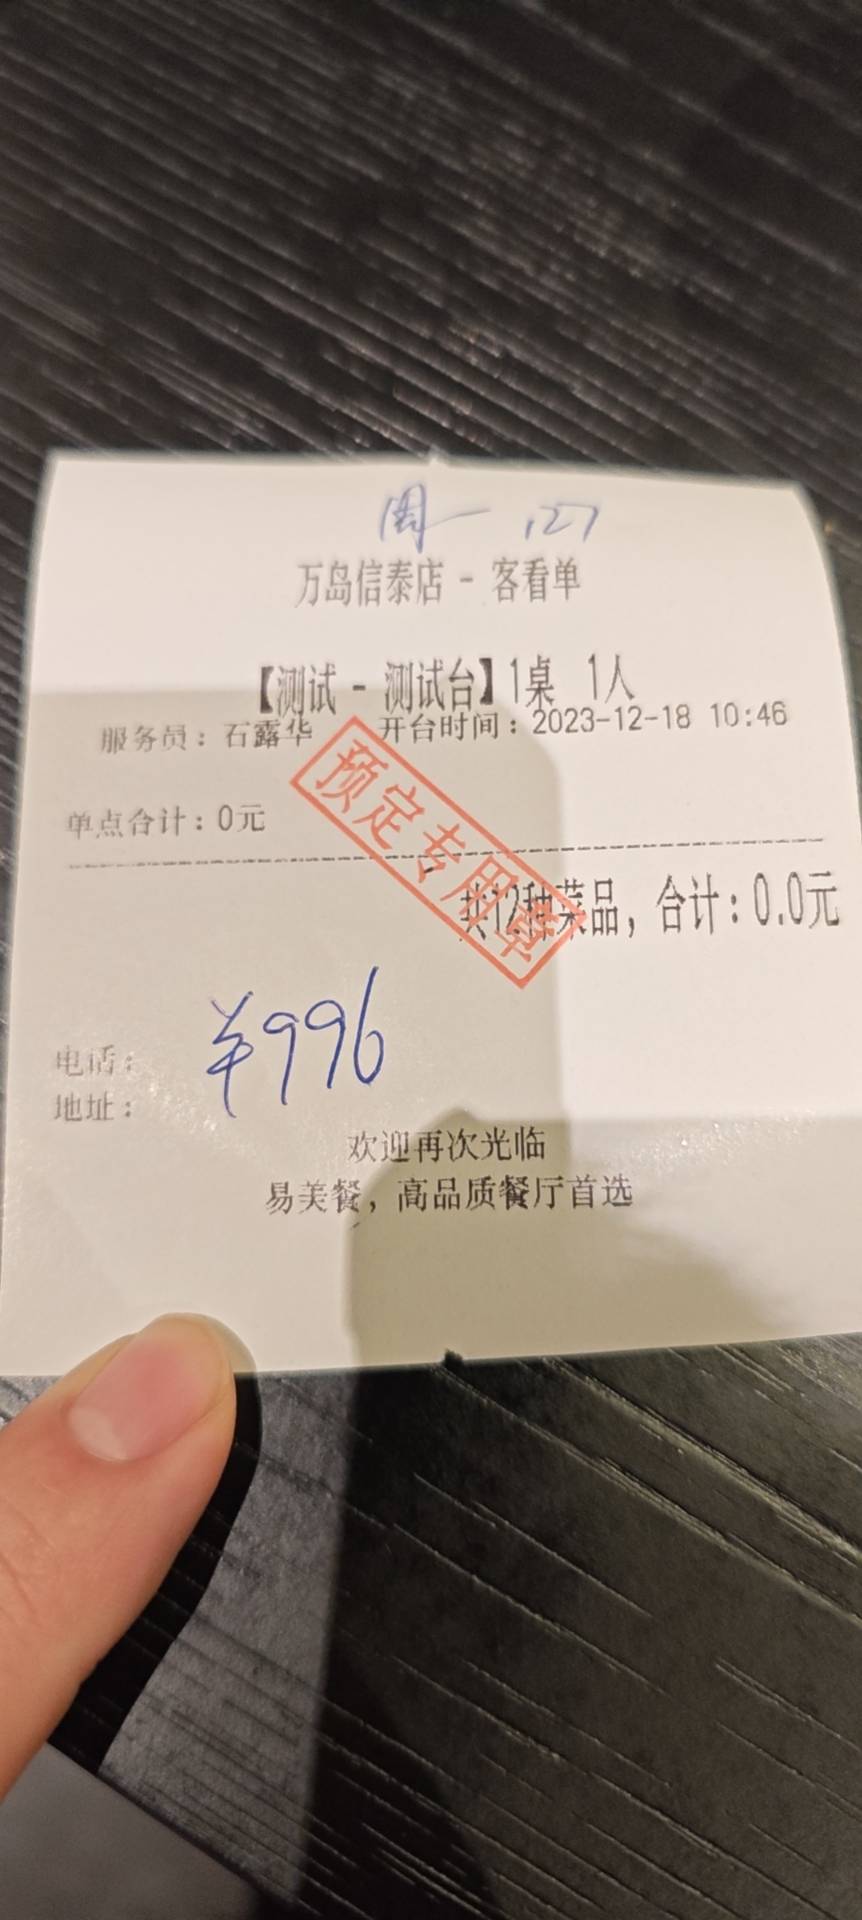 周一 127
万岛信泰店 - 客看单
【测试 - 测试台】1桌 1人
服务员：石露华 开台时间：2023-12-18 10:46
预定专用章
单点合计：0元
共12种菜品，合计：0.0元
¥996
电话：
地址：
欢迎再次光临
易美餐，高品质餐厅首选